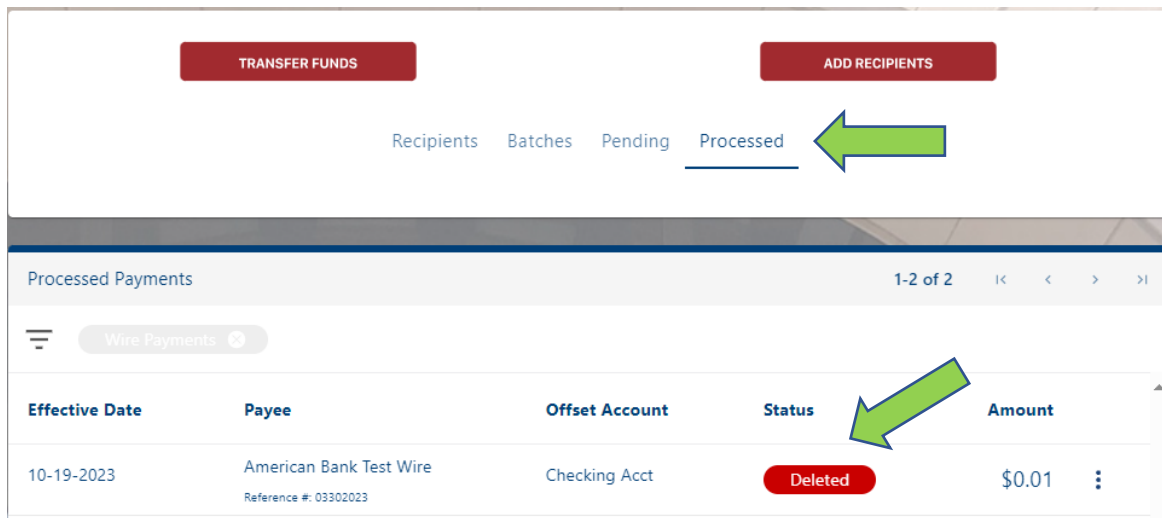 TRANSFER FUNDS ADD RECIPIENTS
Recipients Batches Pending Processed
Processed Payments 1-2 of 2
Wire Payments
Effective Date Payee Offset Account Status Amount
10-19-2023 American Bank Test Wire Checking Acct Deleted $0.01
Reference #: 03302023